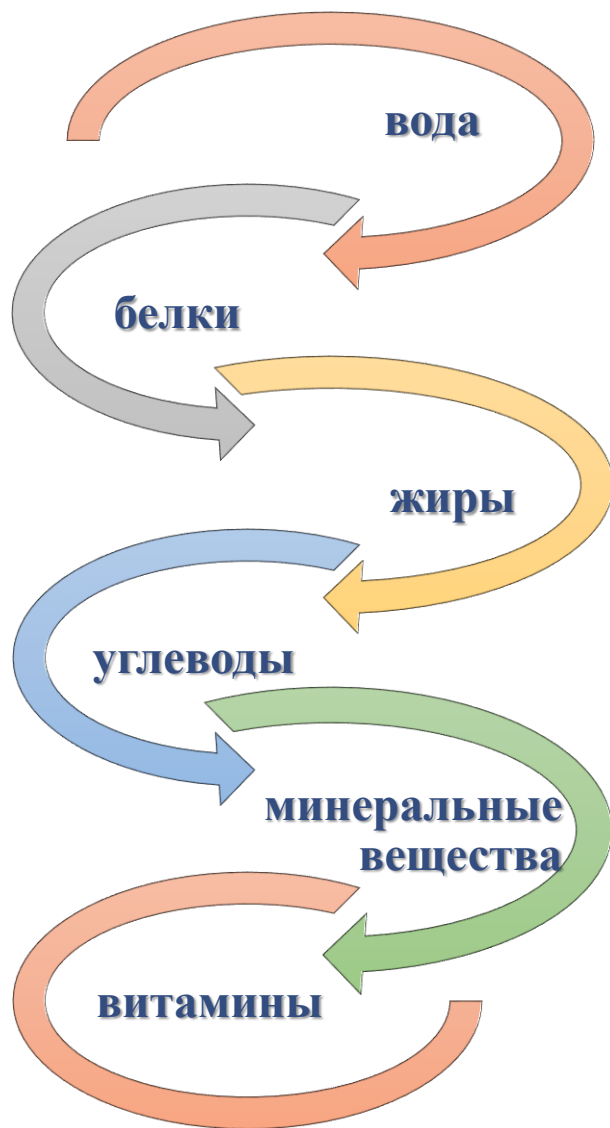 вода
белки
жиры
углеводы
минеральные
вещества
витамины